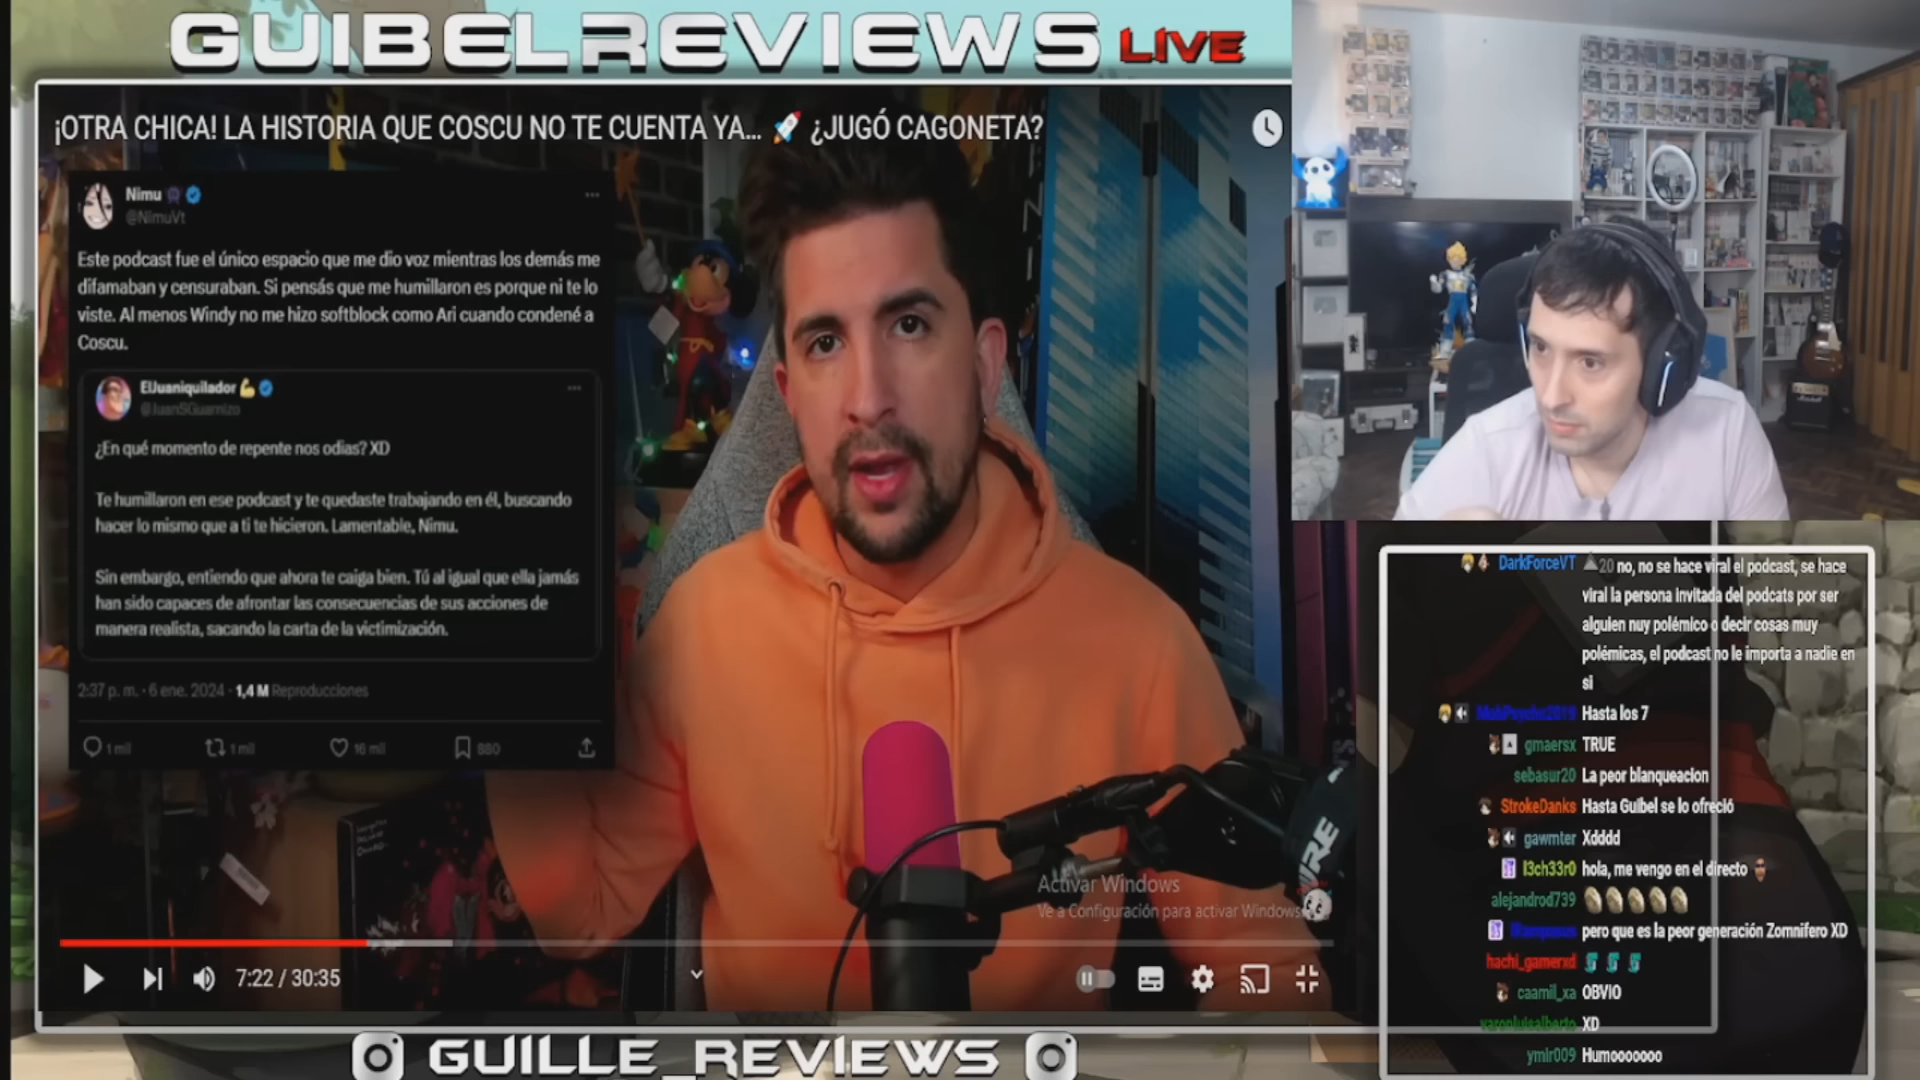 GUIBELREVIEWS LIVE
¡OTRA CHICA! LA HISTORIA QUE COSCU NO TE CUENTA YA... 🚀 ¿JUGÓ CAGONETA?
Nimu
@NimuVt
Este podcast fue el único espacio que me dio voz mientras los demás me
difamaban y censuraban. Si pensás que me humillaron es porque ni te lo
viste. Al menos Windy no me hizo softblock como Ari cuando condené a
Coscu.
ElJuaniquilador 💪
@JuanSGuarnizo
¿En qué momento de repente nos odias? XD
Te humillaron en ese podcast y te quedaste trabajando en él, buscando
hacer lo mismo que a ti te hicieron. Lamentable, Nimu.
Sin embargo, entiendo que ahora te caiga bien. Tú al igual que ella jamás
han sido capaces de afrontar las consecuencias de sus acciones de
manera realista, sacando la carta de la victimización.
2:37 p. m. · 6 ene. 2024 · 1,4 M Reproducciones
1 mil 1 mil 16 mil 880
Activar Windows
Ve a Configuración para activar Windows.
7:22 / 30:35
GUILLE_REVIEWS
DarkForceVT 20 no, no se hace viral el podcast, se hace
viral la persona invitada del podcats por ser
alguien nuy polémico o decir cosas muy
polémicas, el podcast no le importa a nadie en
si
Hasta los 7
gmaersx TRUE
sebasur20 La peor blanqueacion
StrokeDanks Hasta Guibel se lo ofreció
gawmter Xdddd
l3ch33r0 hola, me vengo en el directo
alejandrod739
pero que es la peor generación Zomnifero XD
hachi_gamerxd
caamil_xa OBVIO
varonluisalberto XD
ymir009 Humooooooo